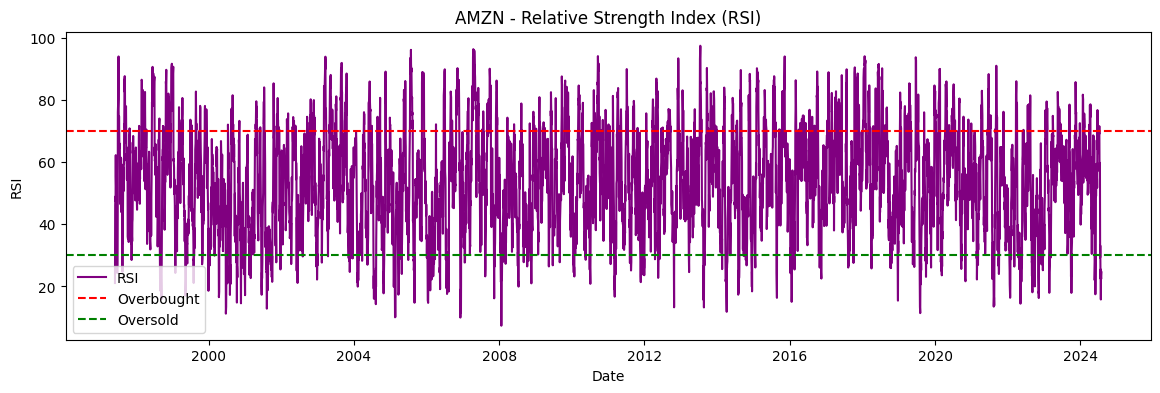 AMZN - Relative Strength Index (RSI)
100
80
60
40
20
RSI
RSI
Overbought
Oversold
2000 2004 2008 2012 2016 2020 2024
Date